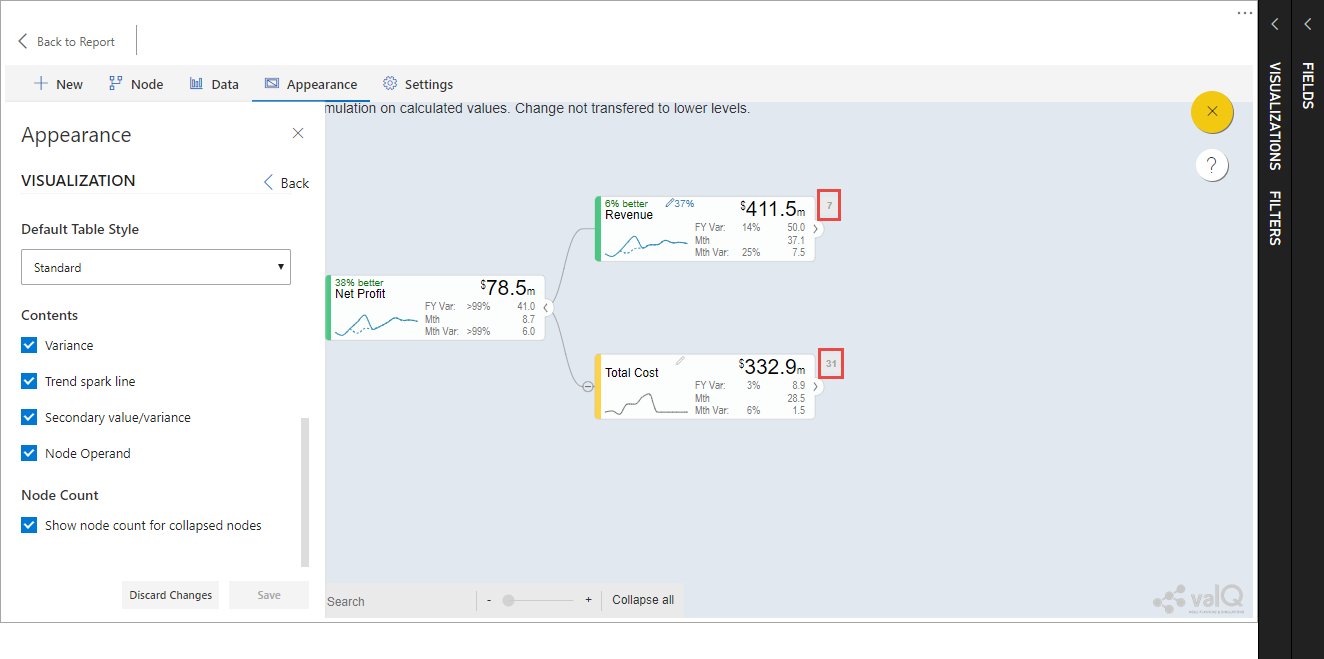 Back to Report
New Node Data Appearance Settings
mulation on calculated values. Change not transfered to lower levels.
Appearance
VISUALIZATION Back
Default Table Style
Standard
Contents
Variance
Trend spark line
Secondary value/variance
Node Operand
Node Count
Show node count for collapsed nodes
Discard Changes Save
38% better
Net Profit
$78.5m
FY Var: >99% 41.0
Mth 8.7
Mth Var: >99% 6.0
6% better 37%
Revenue
$411.5m
7
FY Var: 14% 50.0
Mth 37.1
Mth Var: 25% 7.5
Total Cost
$332.9m
31
FY Var: 3% 8.9
Mth 28.5
Mth Var: 6% 1.5
Search - + Collapse all
valQ
?
VISUALIZATIONS
FILTERS
FIELDS